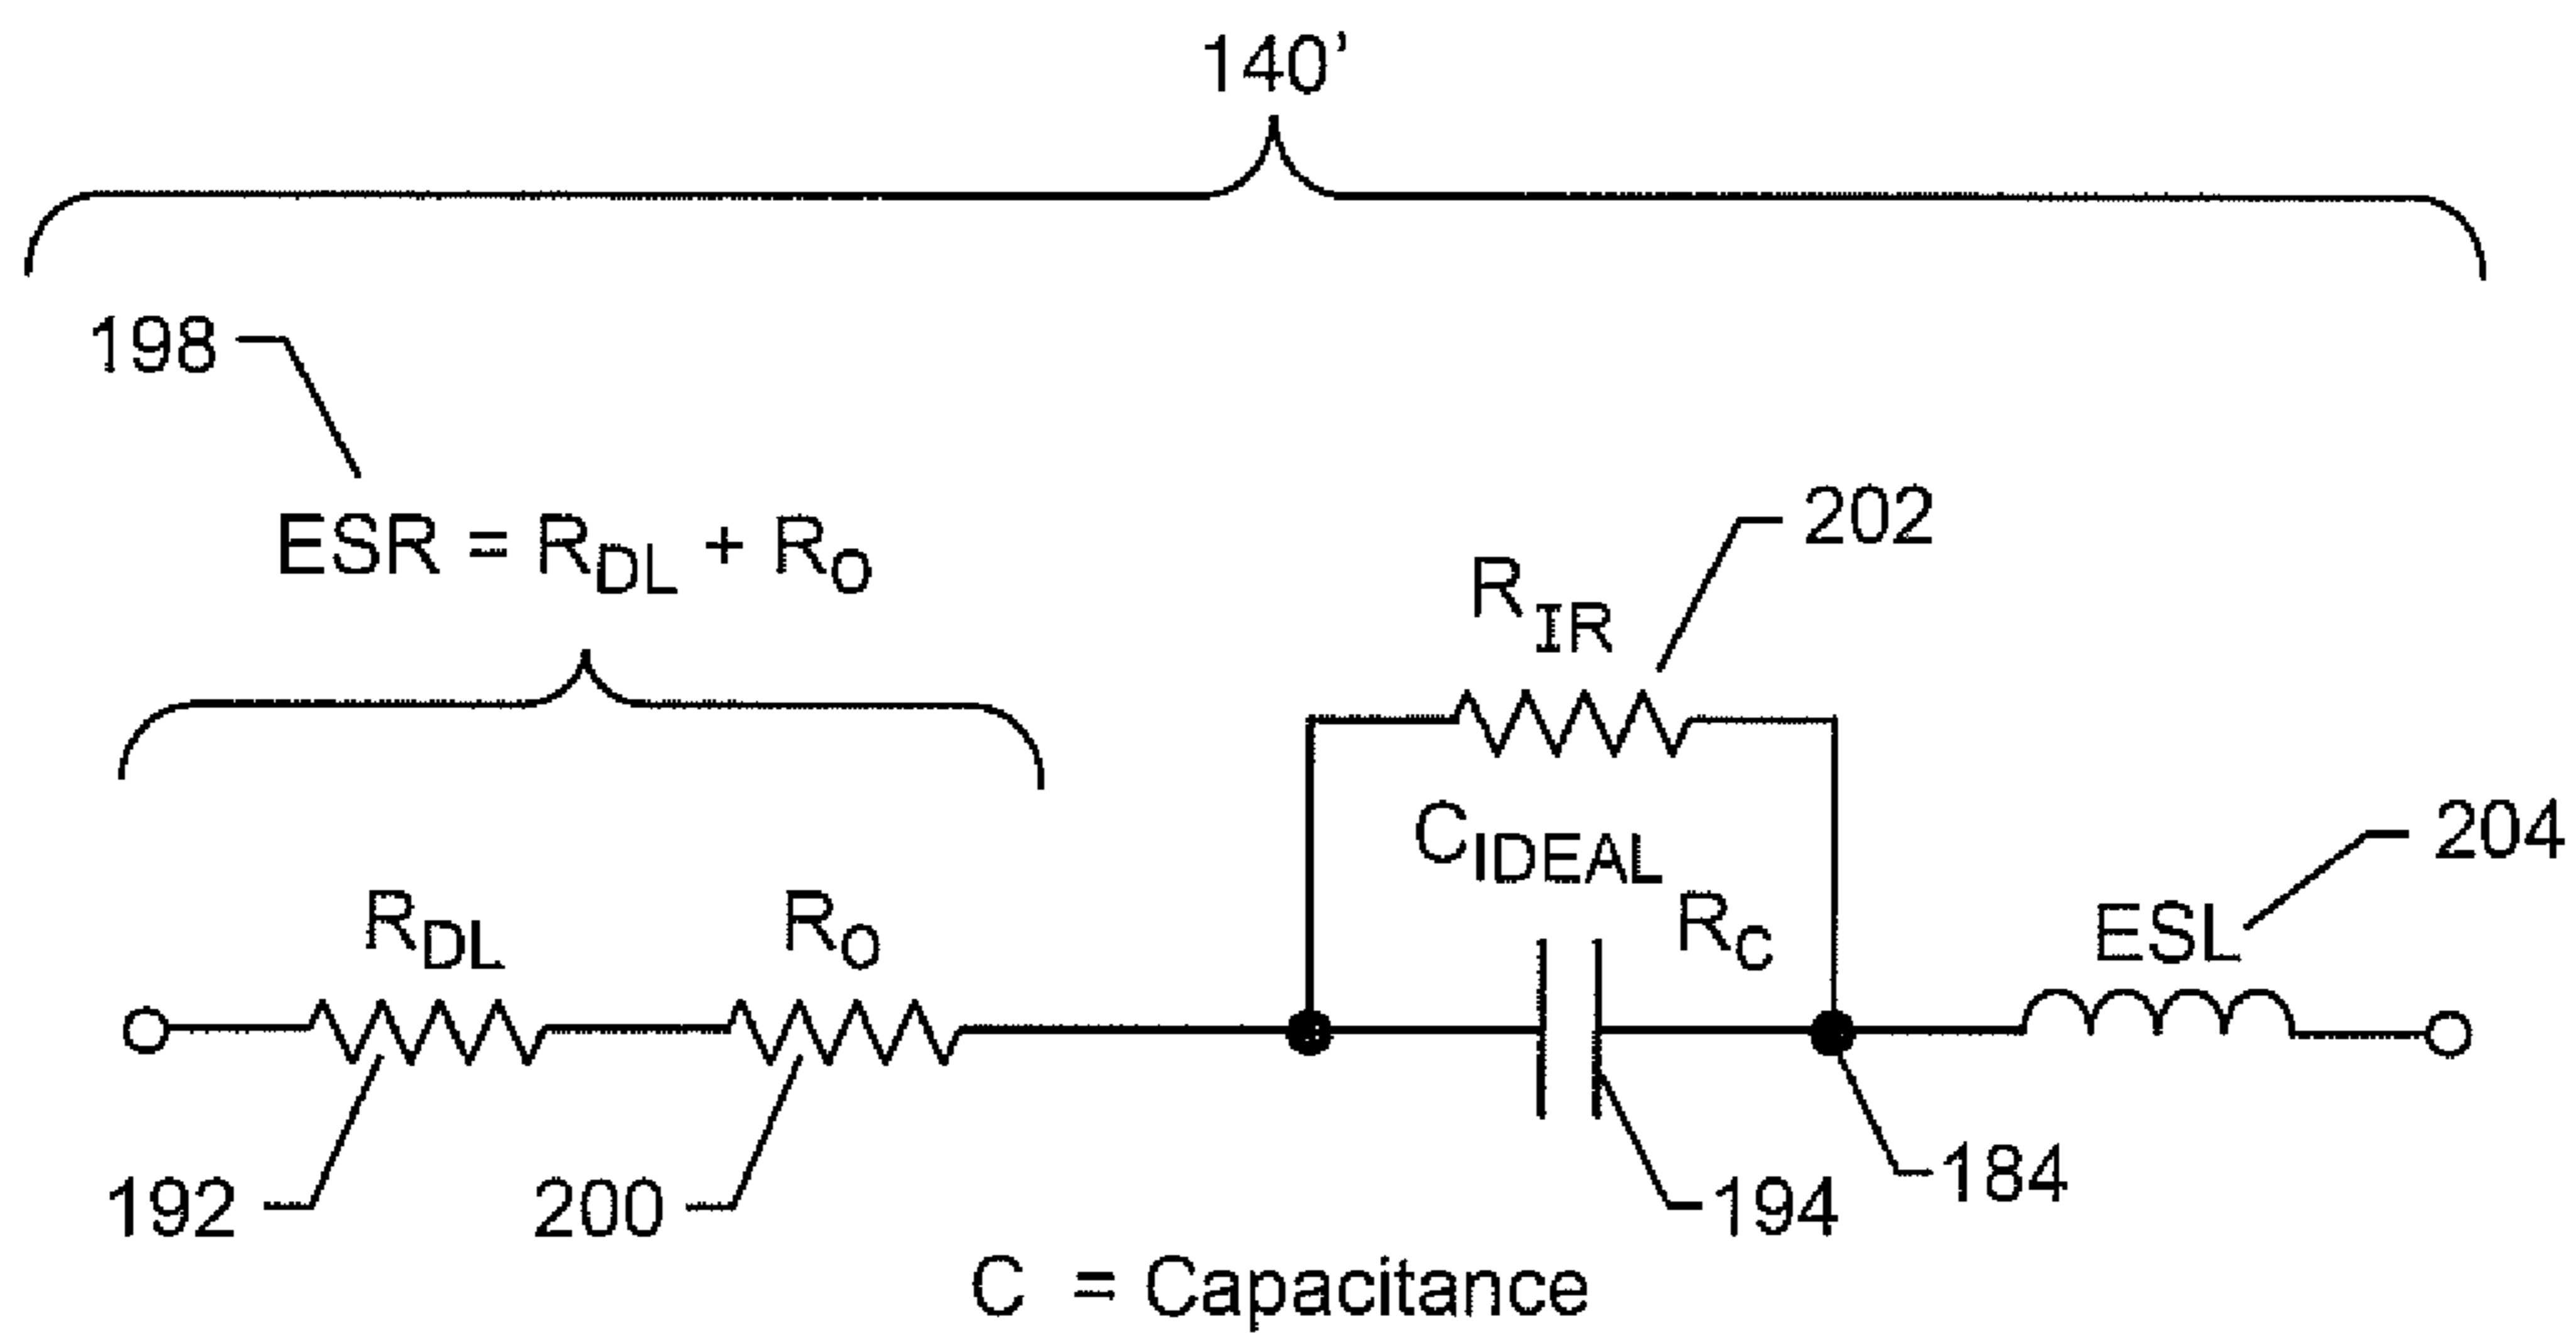 140’
198
ESR = RDL + RO
202
RIR
CIDEAL
204
RDL
RO
RC
ESL
192
200
194
184
C = Capacitance